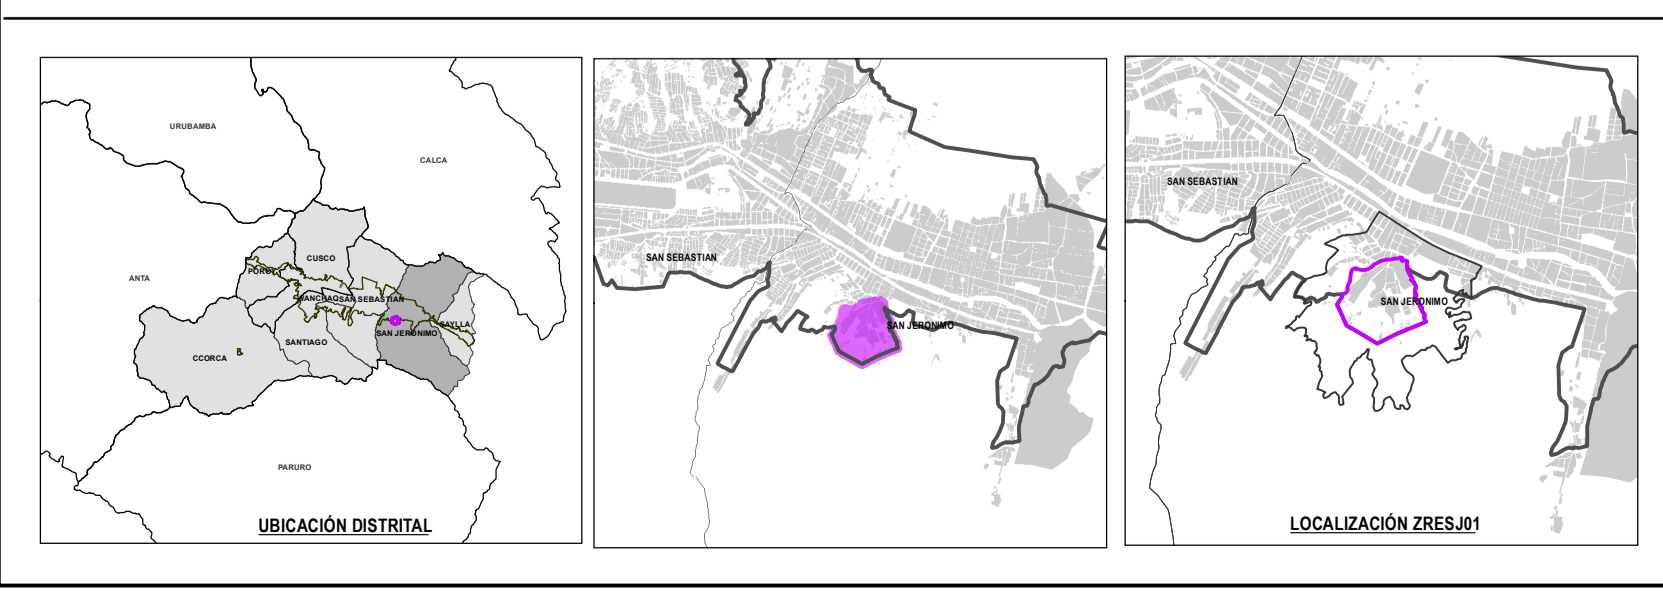 URUBAMBA
CALCA
ANTA
CUSCO
POROY
WANCHAQ
SAN SEBASTIAN
SAYLLA
SAN JERONIMO
SANTIAGO
CCORCA
PARURO
UBICACIÓN DISTRITAL
SAN SEBASTIAN
SAN JERONIMO
SAN SEBASTIAN
SAN JERONIMO
LOCALIZACIÓN ZRESJ01